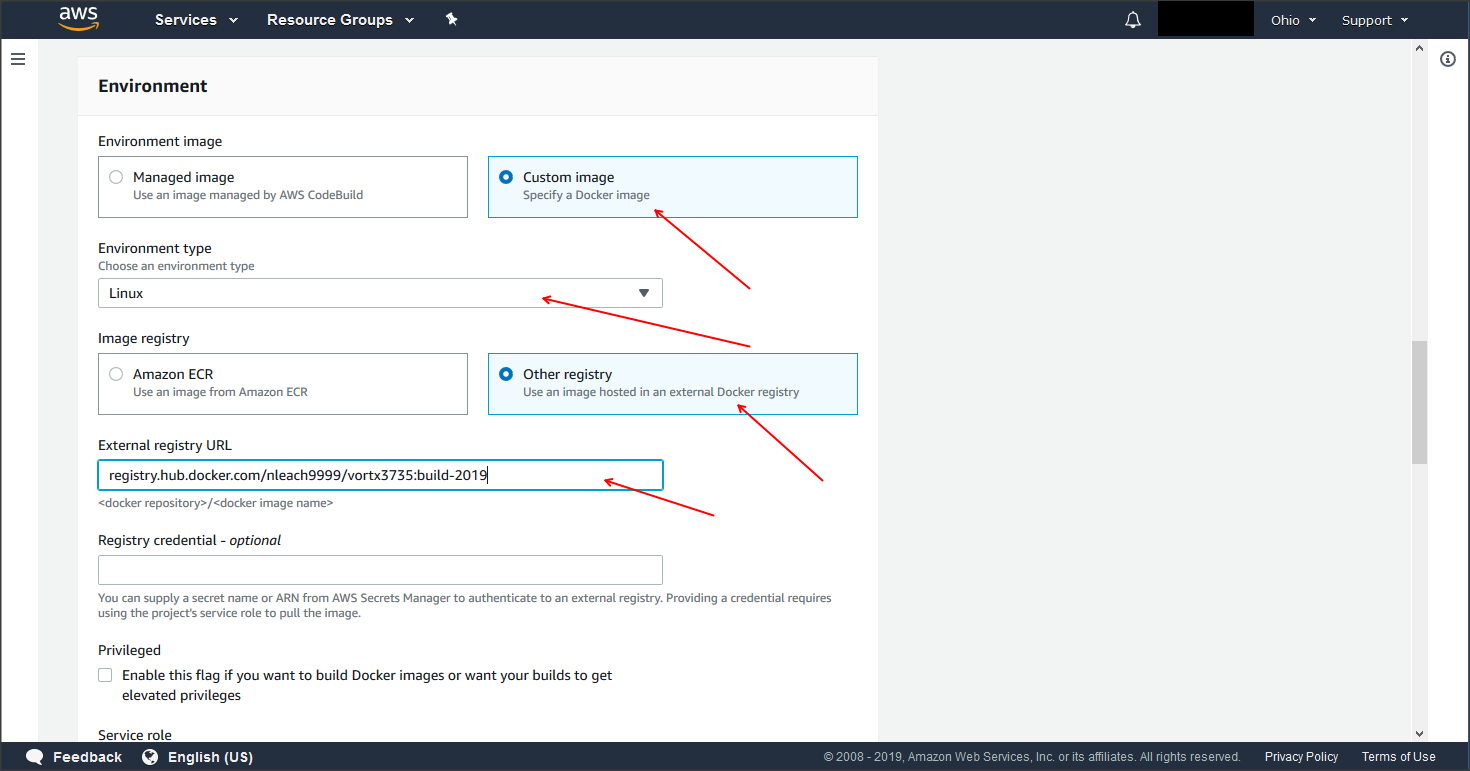 aws Services Resource Groups Ohio Support
Environment
Environment image
Managed image
Use an image managed by AWS CodeBuild
Custom image
Specify a Docker image
Environment type
Choose an environment type
Linux
Image registry
Amazon ECR
Use an image from Amazon ECR
Other registry
Use an image hosted in an external Docker registry
External registry URL
registry.hub.docker.com/nleach9999/vortx3735:build-2019
<docker repository>/<docker image name>
Registry credential - optional
You can supply a secret name or ARN from AWS Secrets Manager to authenticate to an external registry. Providing a credential requires
using the project's service role to pull the image.
Privileged
Enable this flag if you want to build Docker images or want your builds to get
elevated privileges
Service role
Feedback English (US) © 2008 - 2019, Amazon Web Services, Inc. or its affiliates. All rights reserved. Privacy Policy Terms of Use